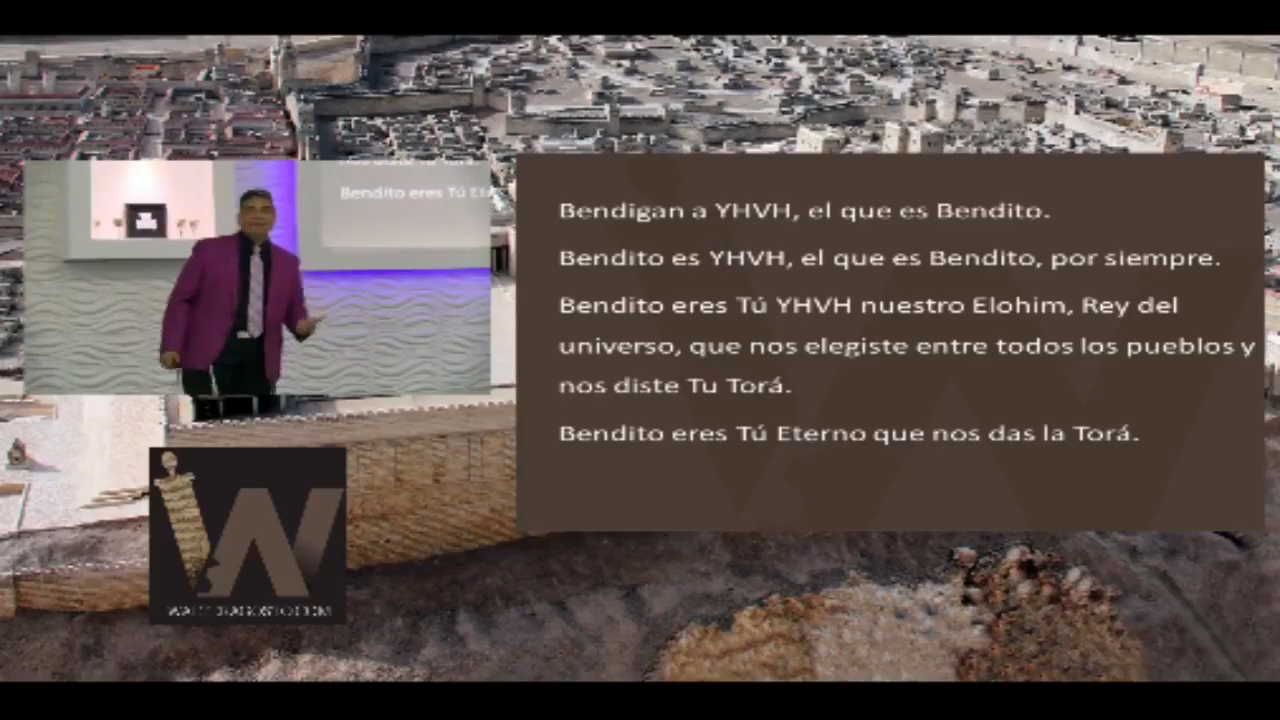 Bendito eres Tú
Bendigan a YHVH, el que es Bendito.
Bendito es YHVH, el que es Bendito, por siempre.
Bendito eres Tú YHVH nuestro Elohim, Rey del
universo, que nos elegiste entre todos los pueblos y
nos diste Tu Torá.
Bendito eres Tú Eterno que nos das la Torá.
W